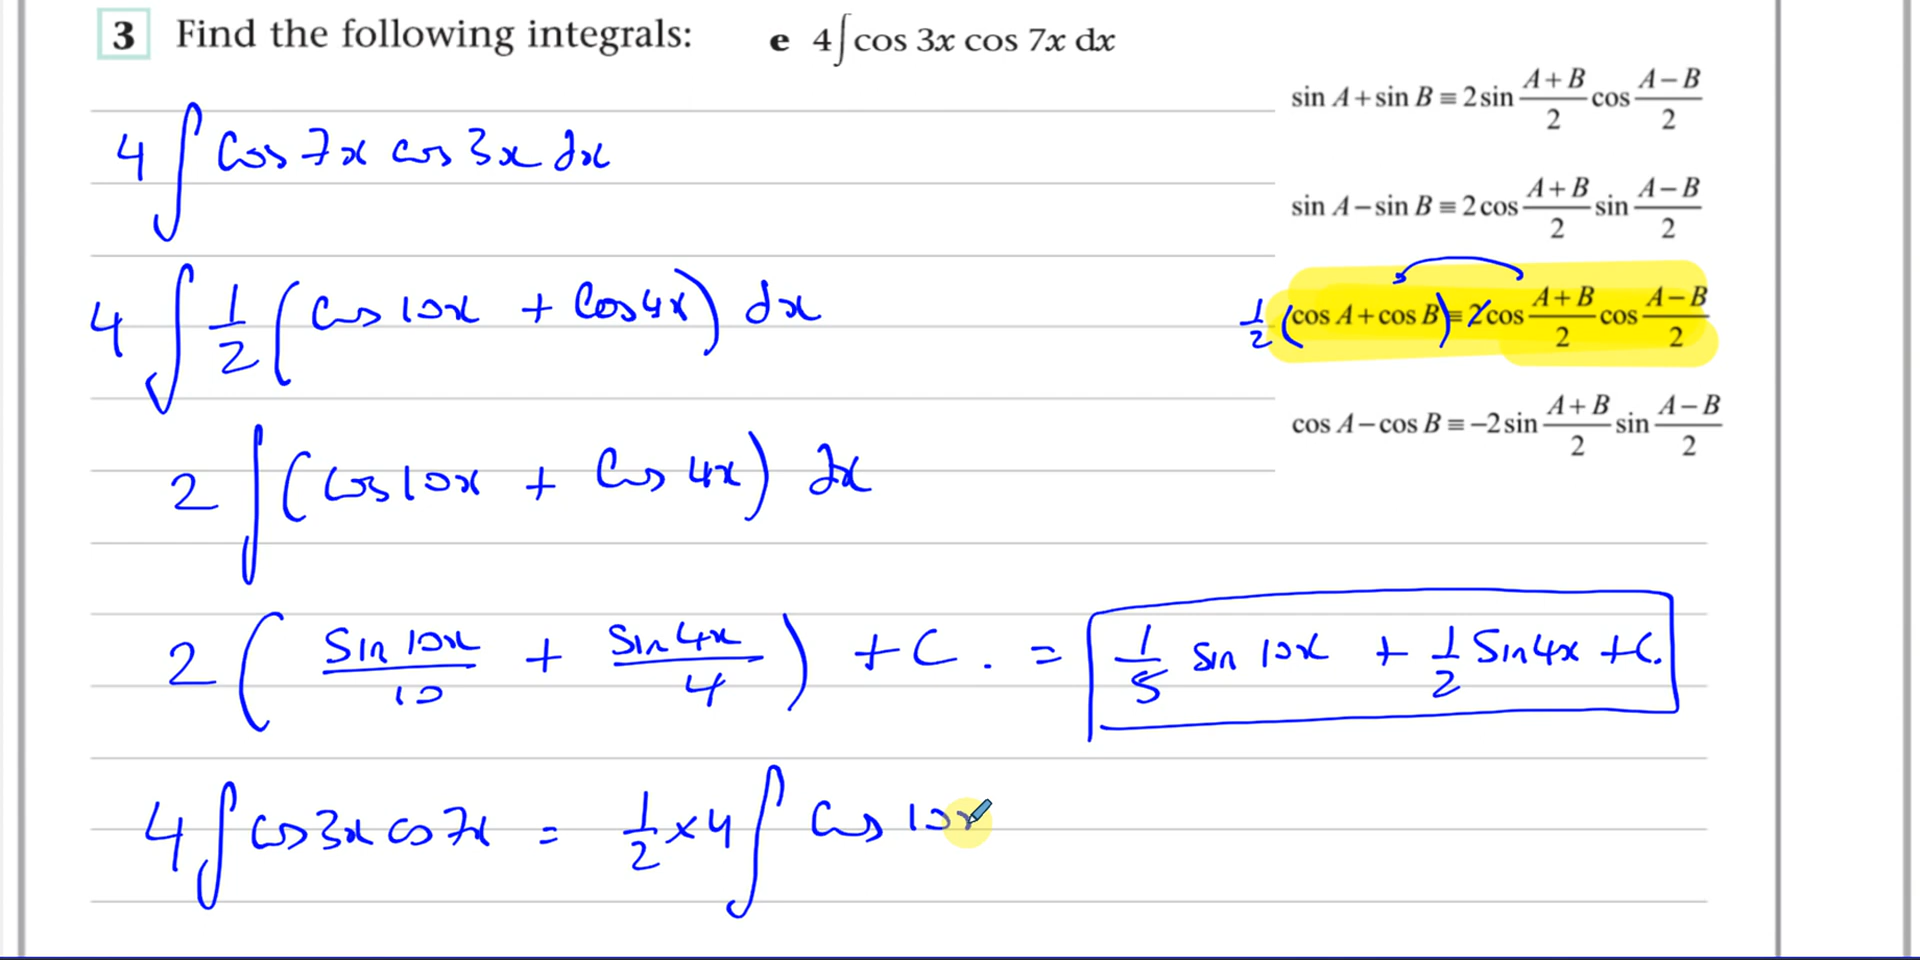 3 Find the following integrals: e 4∫cos 3x cos 7x dx
4∫cos 7x cos 3x dx
4∫ 1/2 (cos 10x + cos 4x) dx
2∫(cos 10x + cos 4x) dx
2( sin 10x/10 + sin 4x/4 ) + C. = 1/5 sin 10x + 1/2 sin 4x + C.
4∫cos 3x cos 7x = 1/2 × 4∫ cos 10x
sin A + sin B ≡ 2 sin (A+B)/2 cos (A−B)/2
sin A − sin B ≡ 2 cos (A+B)/2 sin (A−B)/2
1/2 (cos A + cos B) ≡ 2 cos (A+B)/2 cos (A−B)/2
cos A − cos B ≡ −2 sin (A+B)/2 sin (A−B)/2